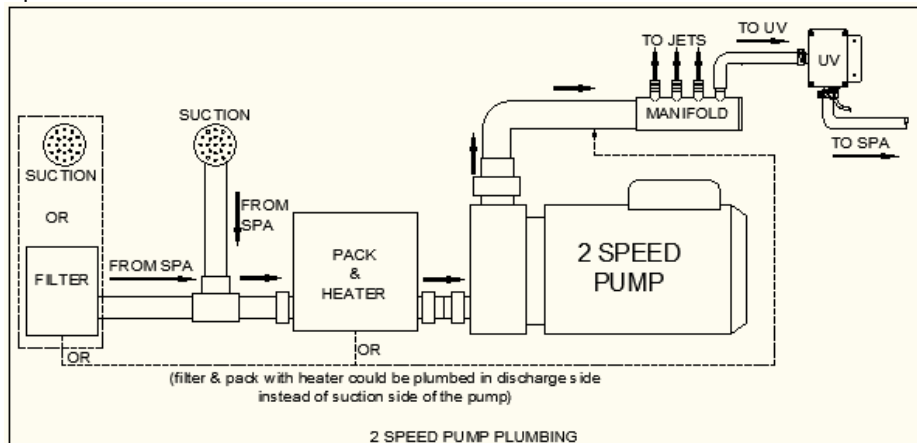 TO UV
TO JETS
UV
MANIFOLD
TO SPA
SUCTION
SUCTION
OR
FROM
SPA
FILTER
FROM SPA
PACK
&
HEATER
2 SPEED
PUMP
OR
OR
(filter & pack with heater could be plumbed in discharge side
instead of suction side of the pump)
2 SPEED PUMP PLUMBING